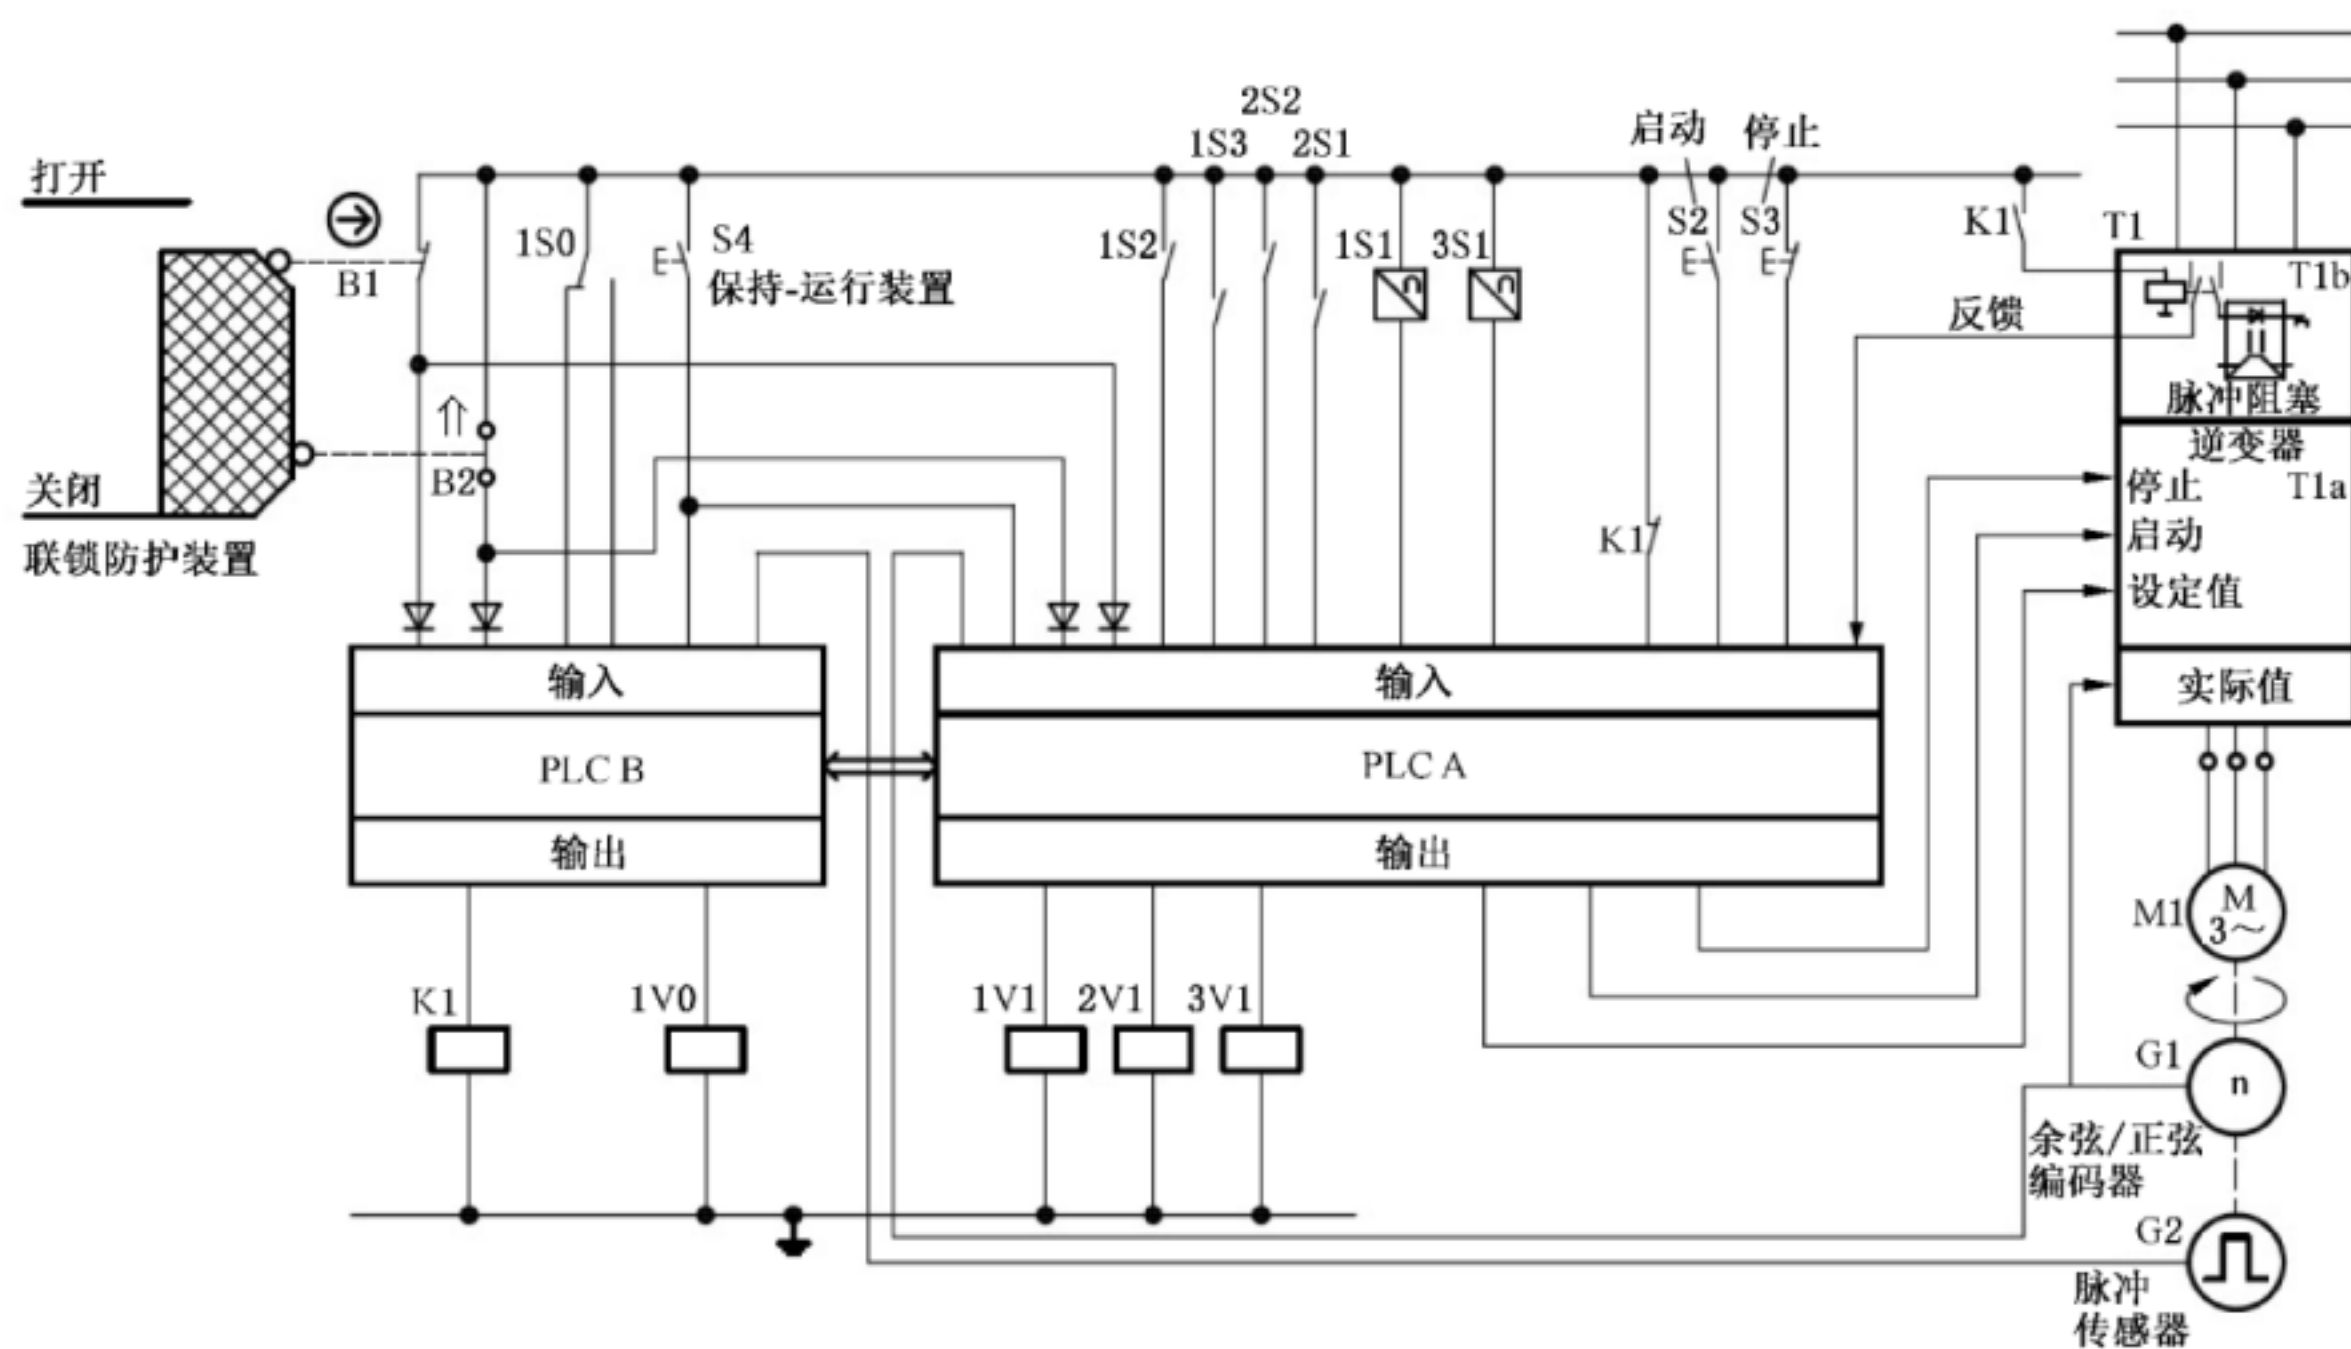 打开
B1
关闭
B2
联锁防护装置
1S0
S4
保持-运行装置
2S2
1S3
2S1
1S2
1S1
3S1
启动
停止
S2
S3
K1
K1
T1
T1b
反馈
脉冲阻塞
逆变器
T1a
停止
启动
设定值
实际值
输入
PLC B
输出
输入
PLC A
输出
K1
1V0
1V1
2V1
3V1
M1
M
3～
G1
n
余弦/正弦
编码器
G2
脉冲
传感器